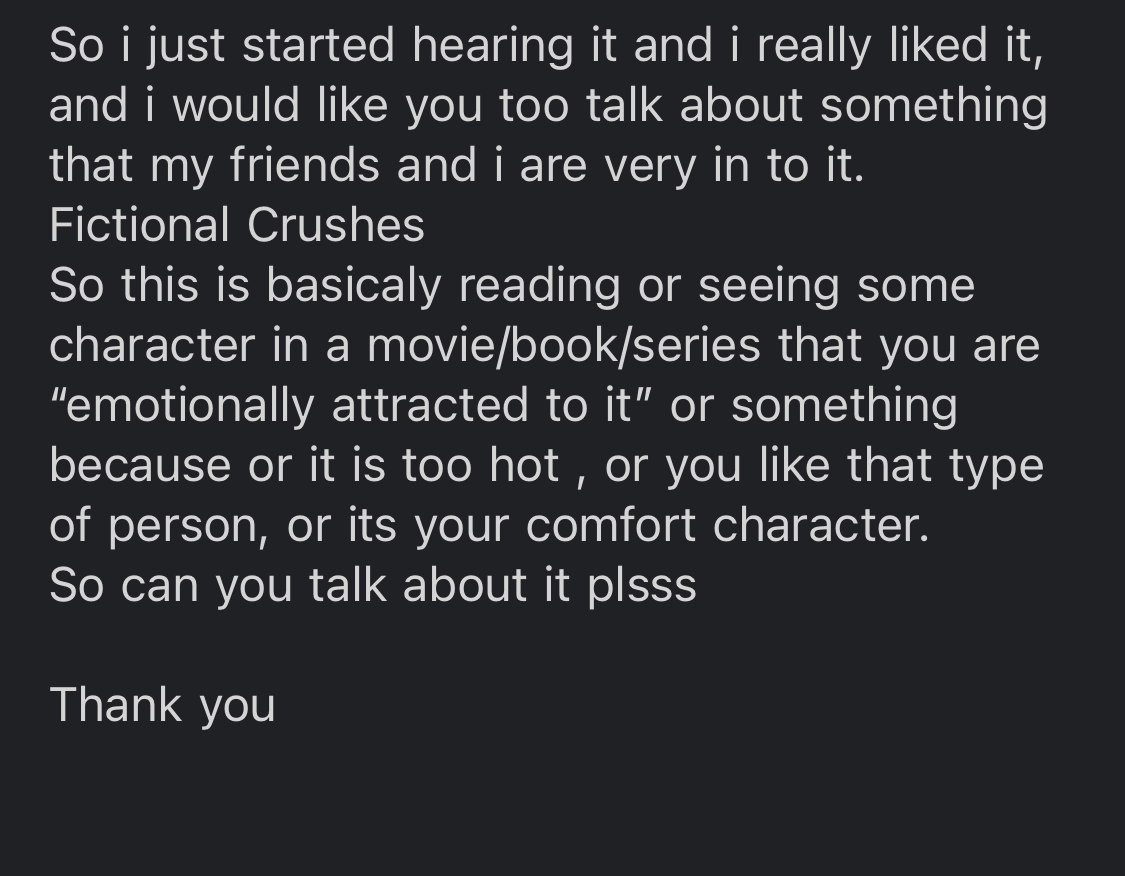 So i just started hearing it and i really liked it,
and i would like you too talk about something
that my friends and i are very in to it.
Fictional Crushes
So this is basicaly reading or seeing some
character in a movie/book/series that you are
“emotionally attracted to it” or something
because or it is too hot , or you like that type
of person, or its your comfort character.
So can you talk about it plsss
Thank you